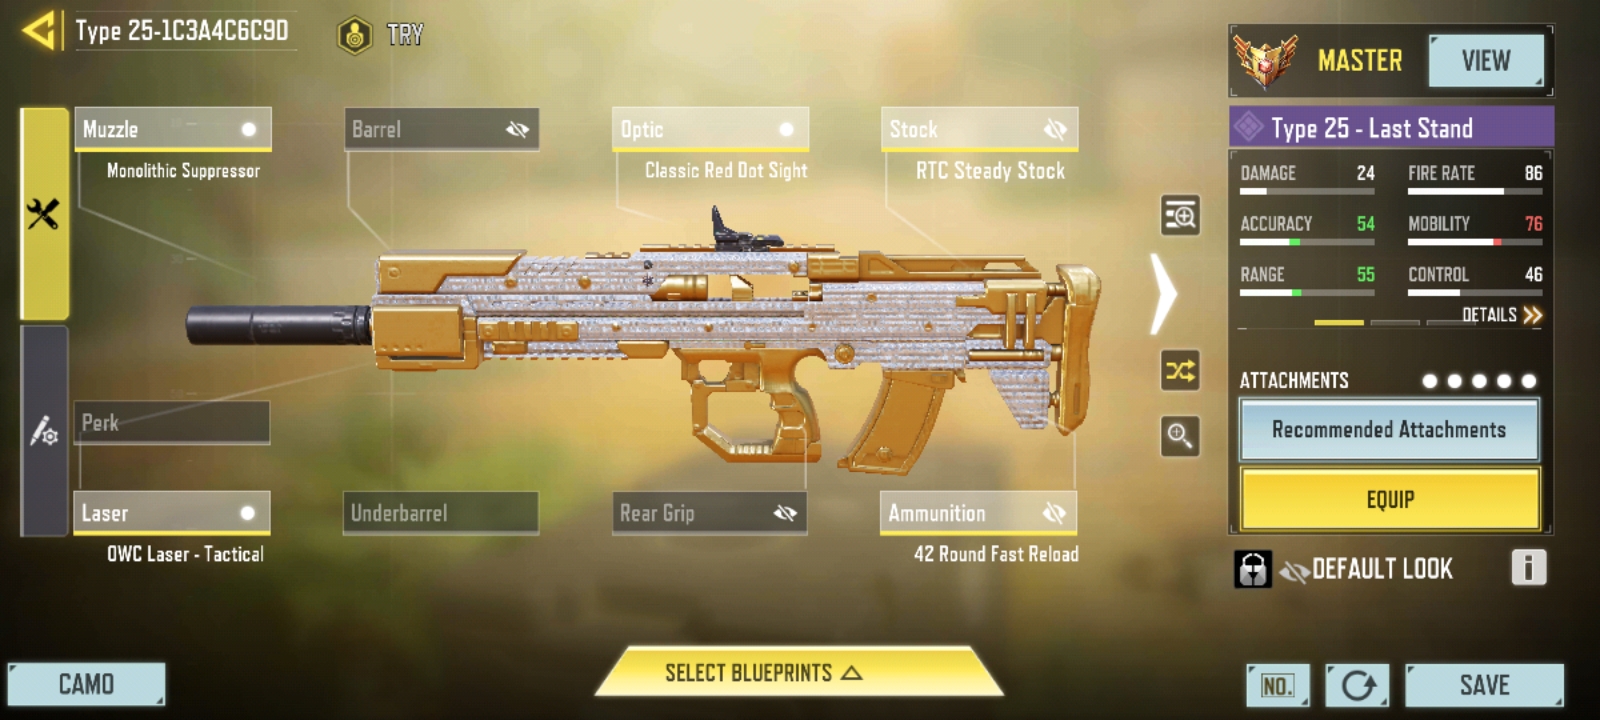 Type 25-1C3A4C6C9D
TRY
MASTER
VIEW
Muzzle
Monolithic Suppressor
Barrel
Optic
Classic Red Dot Sight
Stock
RTC Steady Stock
Type 25 - Last Stand
DAMAGE 24
FIRE RATE 86
ACCURACY 54
MOBILITY 76
RANGE 55
CONTROL 46
DETAILS
ATTACHMENTS
Recommended Attachments
EQUIP
DEFAULT LOOK
i
Perk
Laser
OWC Laser - Tactical
Underbarrel
Rear Grip
Ammunition
42 Round Fast Reload
CAMO
SELECT BLUEPRINTS
NO.
SAVE